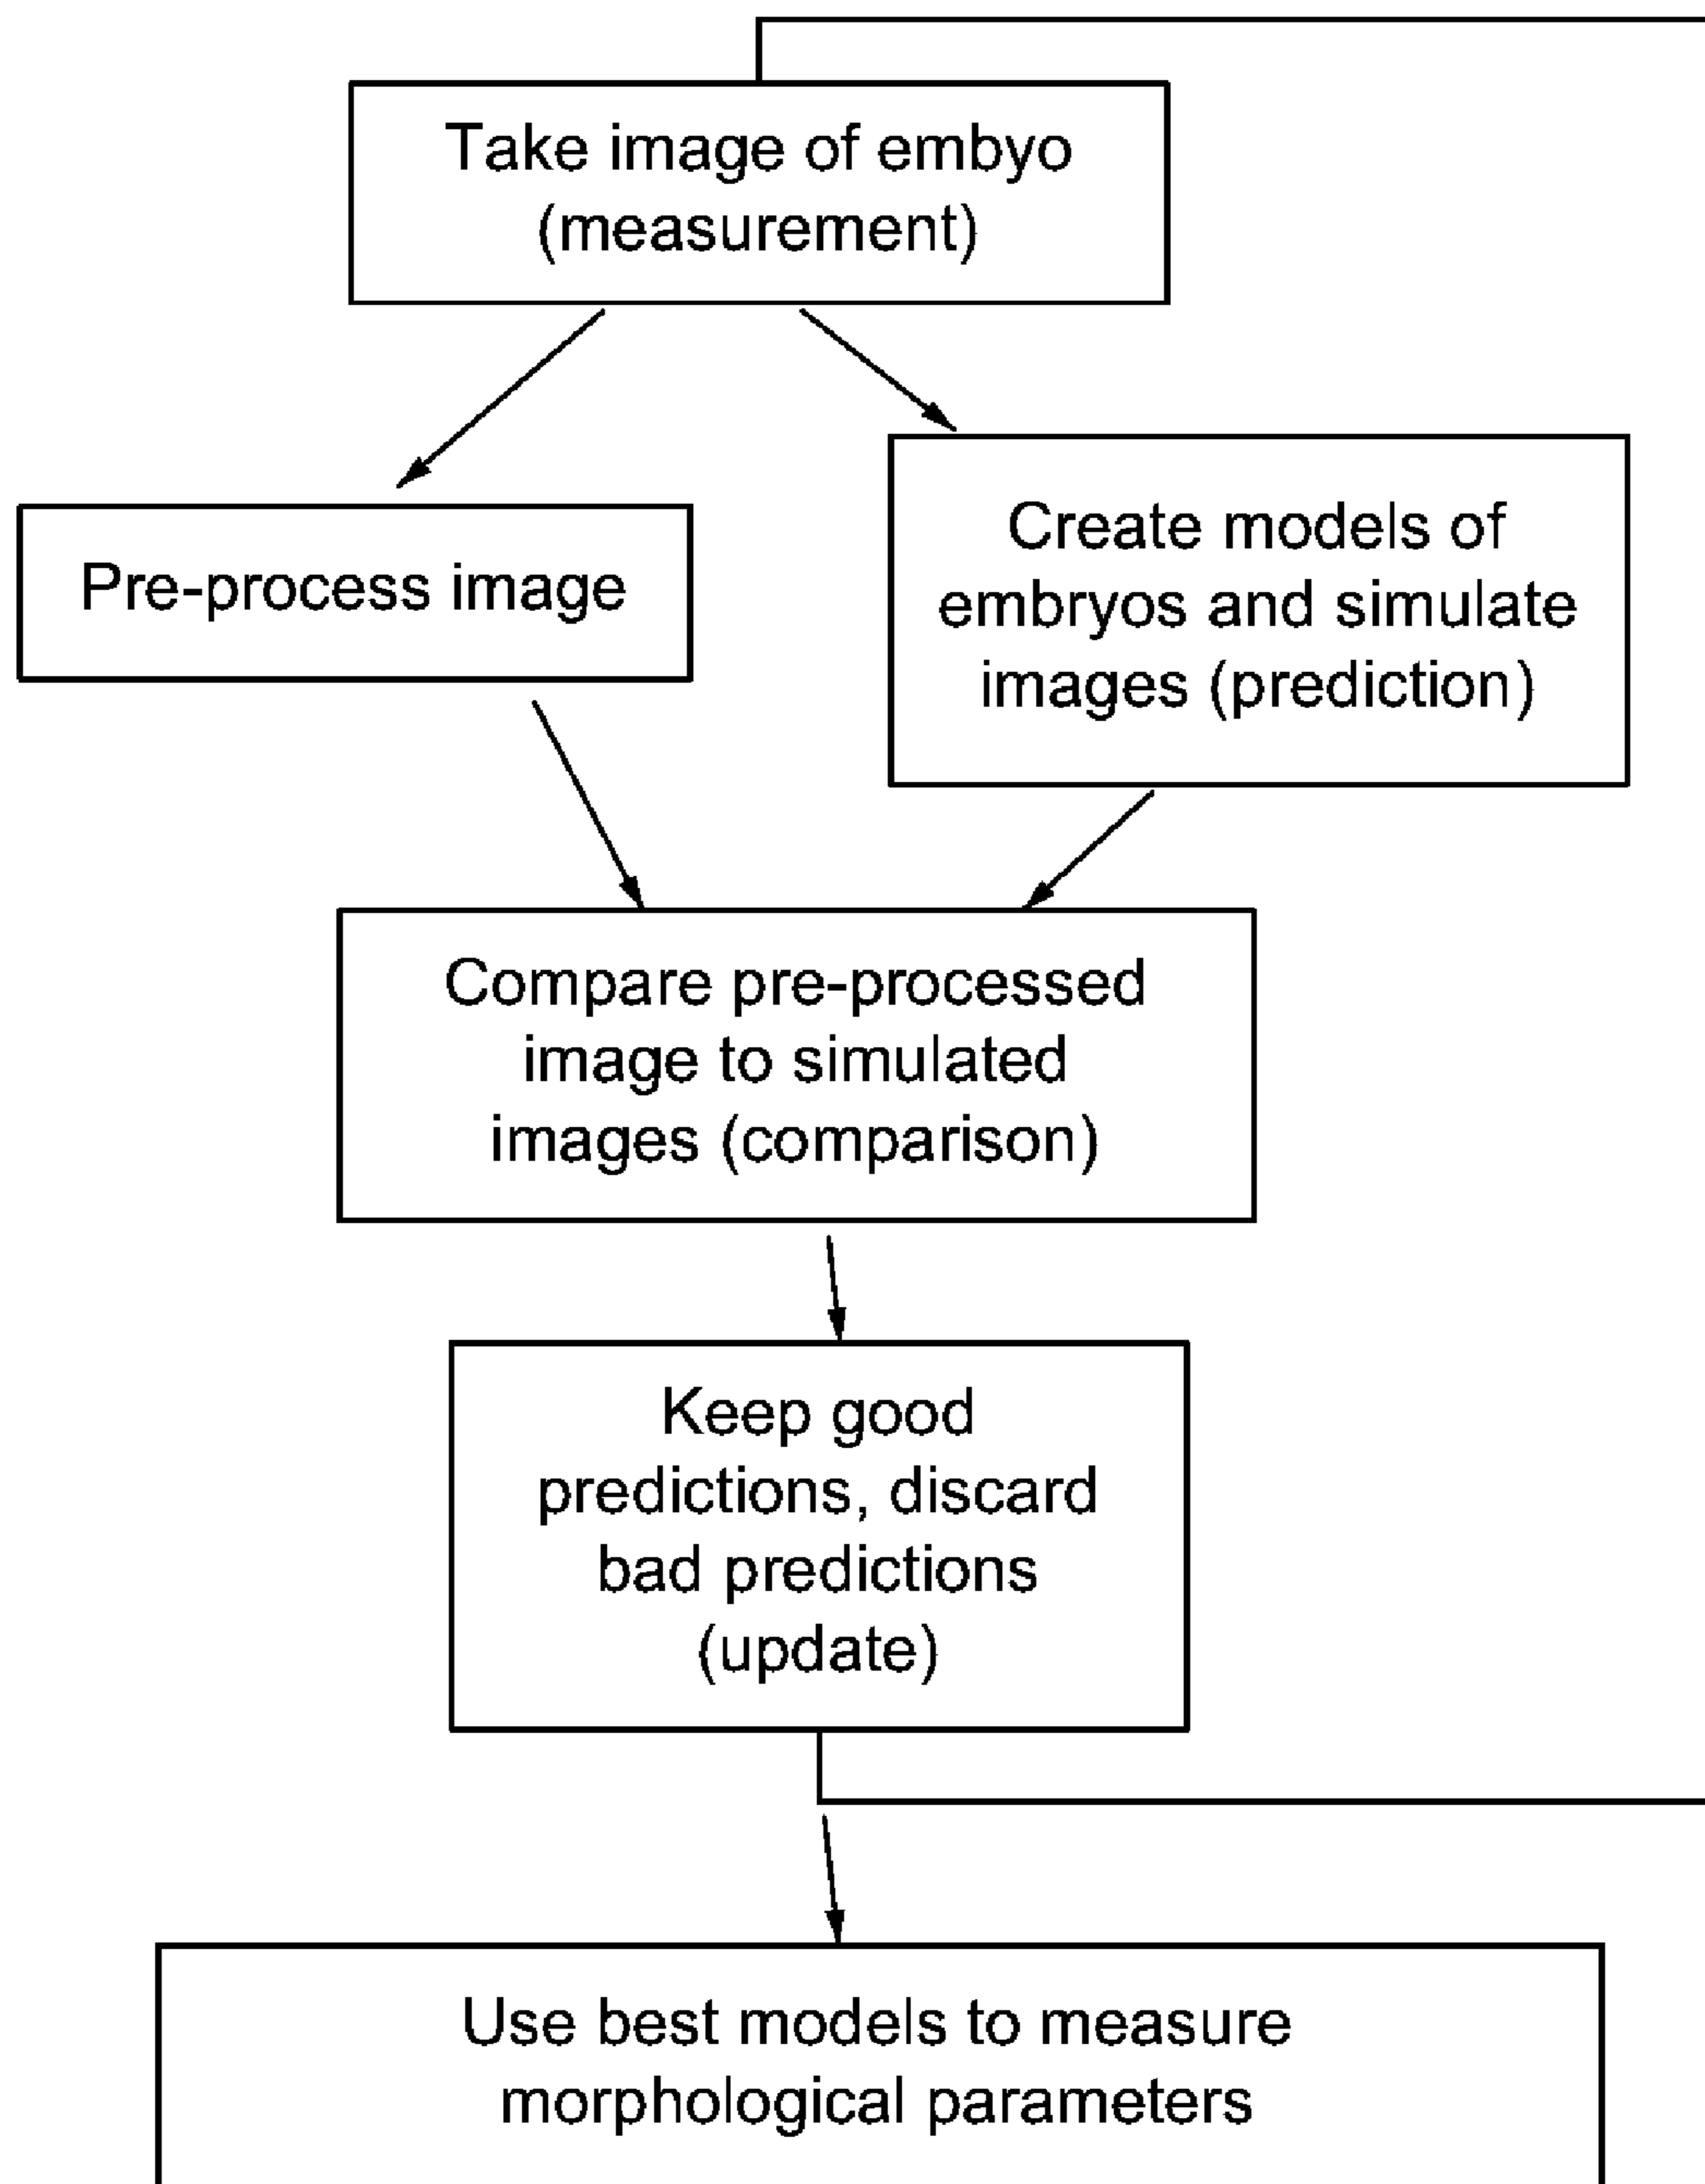 Take image of embyo
(measurement)
Pre-process image
Create models of
embryos and simulate
images (prediction)
Compare pre-processed
image to simulated
images (comparison)
Keep good
predictions, discard
bad predictions
(update)
Use best models to measure
morphological parameters